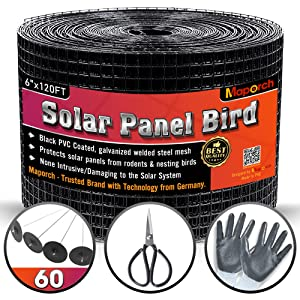 6"x120FT
Maporch
Solar Panel Bird
Black PVC Coated, galvanized welded steel mesh
Protects solar panels from rodents & nesting birds
None Intrusive/Damaging to the Solar System
Maporch - Trusted Brand with Technology from Germany.
BEST
60